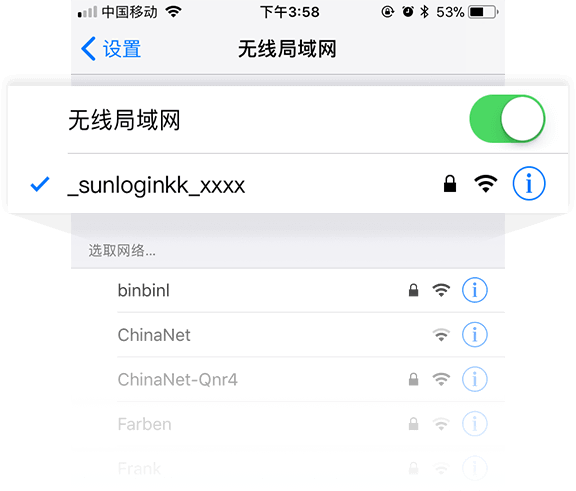 中国移动 下午3:58 53%
设置 无线局域网
无线局域网
_sunloginkk_xxxx
选取网络...
binbinl
ChinaNet
ChinaNet-Qnr4
Farben
Frank